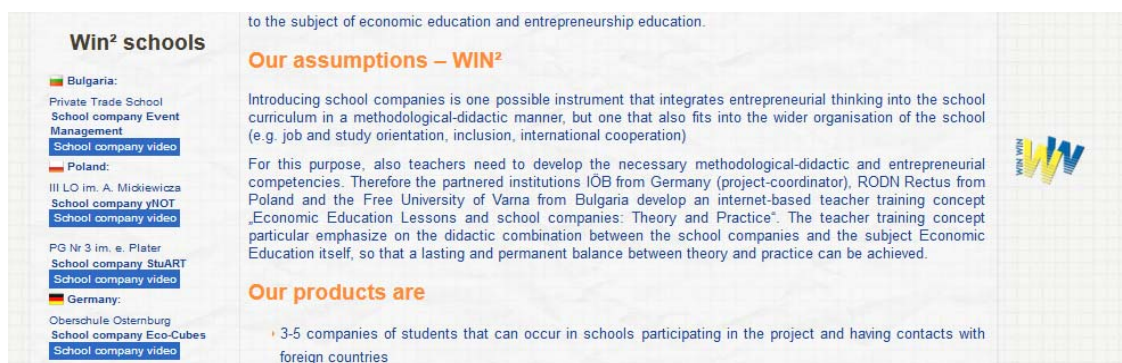 Win² schools
Bulgaria:
Private Trade School
School company Event
Management
School company video
Poland:
III LO im. A. Mickiewicza
School company yNOT
School company video
PG Nr 3 im. e. Plater
School company StuART
School company video
Germany:
Oberschule Osternburg
School company Eco-Cubes
School company video
to the subject of economic education and entrepreneurship education.
Our assumptions – WIN²
Introducing school companies is one possible instrument that integrates entrepreneurial thinking into the school
curriculum in a methodological-didactic manner, but one that also fits into the wider organisation of the school
(e.g. job and study orientation, inclusion, international cooperation)
For this purpose, also teachers need to develop the necessary methodological-didactic and entrepreneurial
competencies. Therefore the partnered institutions IÖB from Germany (project-coordinator), RODN Rectus from
Poland and the Free University of Varna from Bulgaria develop an internet-based teacher training concept
„Economic Education Lessons and school companies: Theory and Practice“. The teacher training concept
particular emphasize on the didactic combination between the school companies and the subject Economic
Education itself, so that a lasting and permanent balance between theory and practice can be achieved.
Our products are
3-5 companies of students that can occur in schools participating in the project and having contacts with
foreign countries
WIN WIN